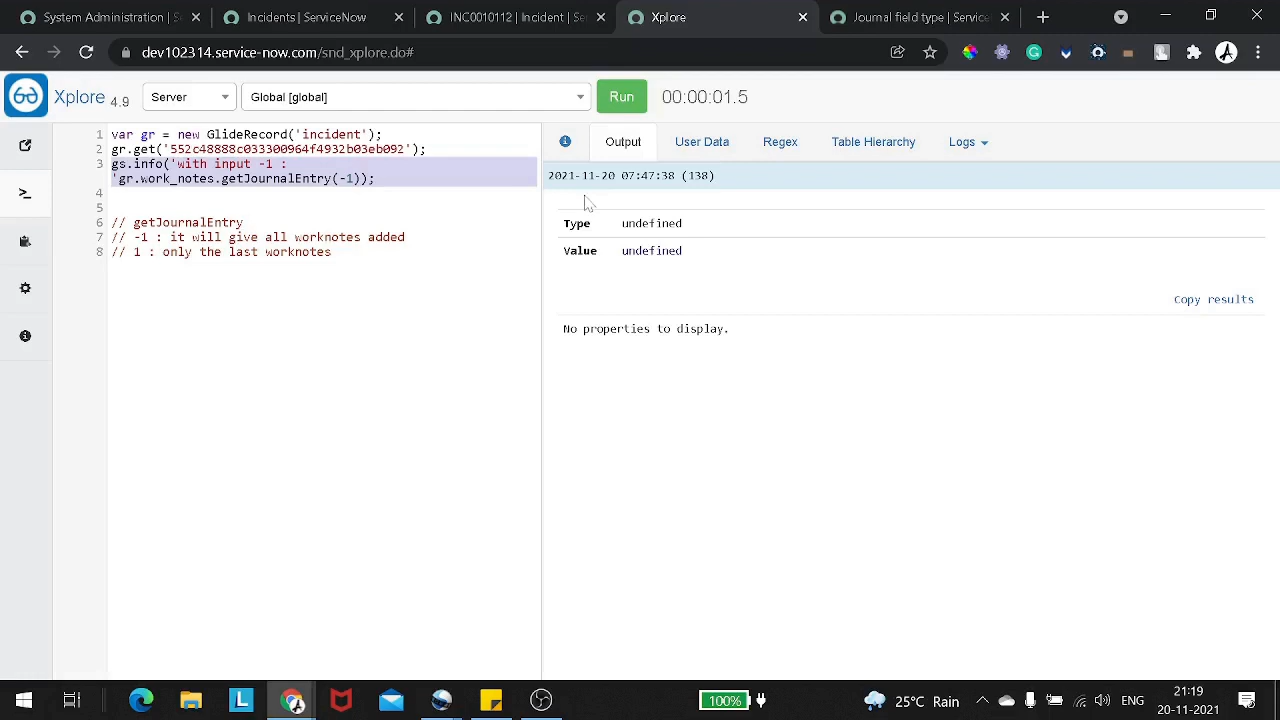 System Administration | S
Incidents | ServiceNow
INC0010112 | Incident | Se
Xplore
Journal field type | Service
dev102314.service-now.com/snd_xplore.do#
Xplore 4.9
Server
Global [global]
Run
00:00:01.5
1 var gr = new GlideRecord('incident');
2 gr.get('552c48888c033300964f4932b03eb092');
3 gs.info('with input -1 :
'gr.work_notes.getJournalEntry(-1));
4
5
6 // getJournalEntry
7 // -1 : it will give all worknotes added
8 // 1 : only the last worknotes
Output
User Data
Regex
Table Hierarchy
Logs
2021-11-20 07:47:38 (138)
Type undefined
Value undefined
Copy results
No properties to display.
100%
25°C Rain
ENG
21:19
20-11-2021